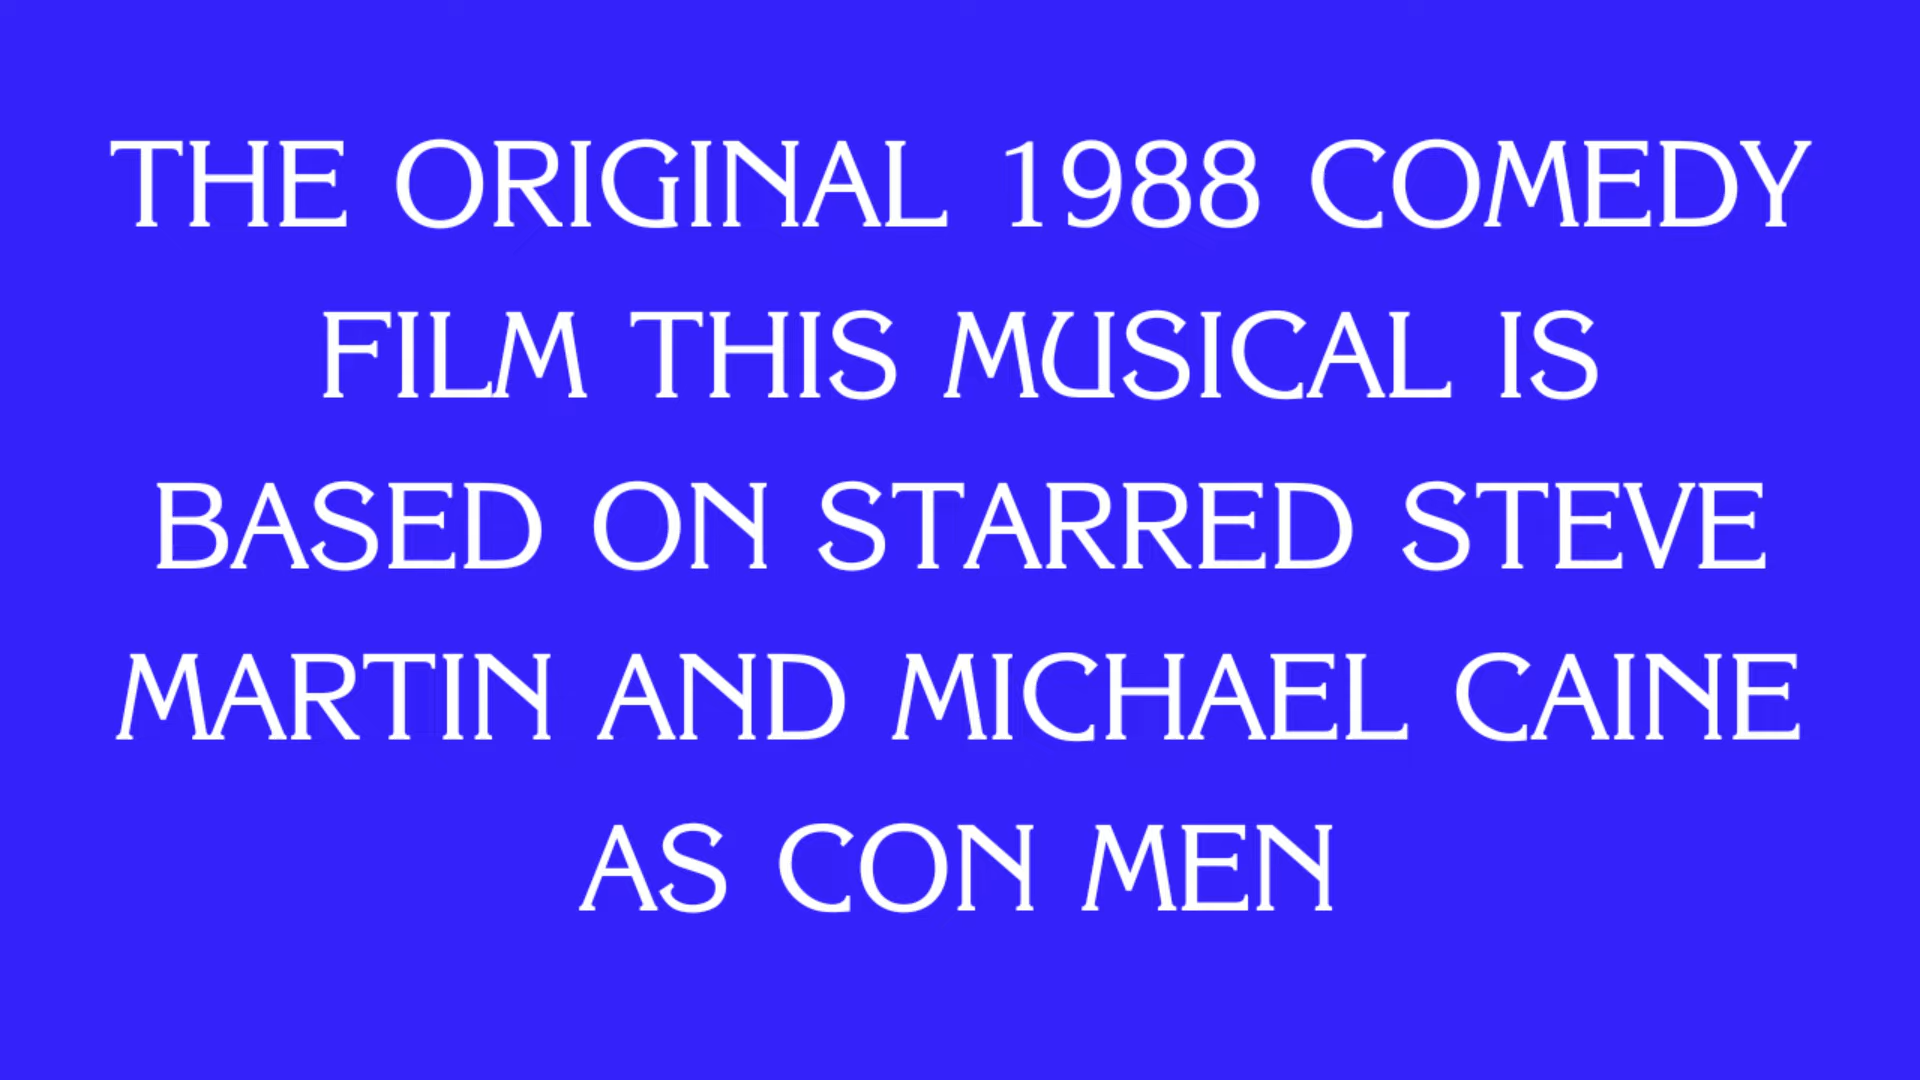 THE ORIGINAL 1988 COMEDY
FILM THIS MUSICAL IS
BASED ON STARRED STEVE
MARTIN AND MICHAEL CAINE
AS CON MEN